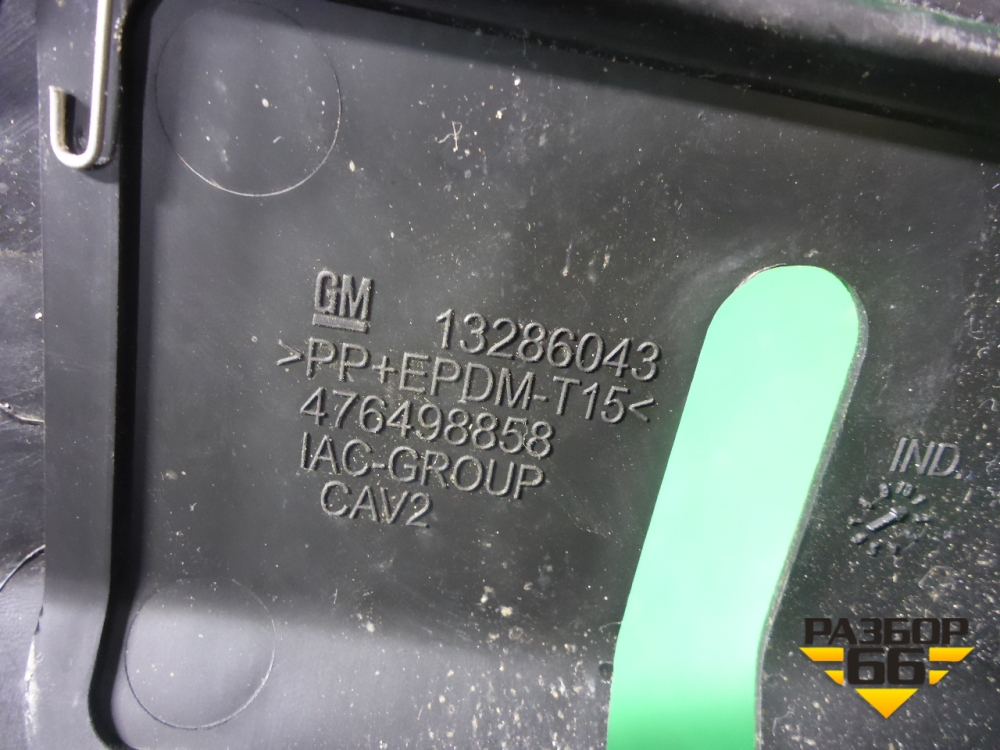 GM 13286043
>PP+EPDM-T15<
476498858
IAC-GROUP
CAV2
IND.
РАЗБОР
66